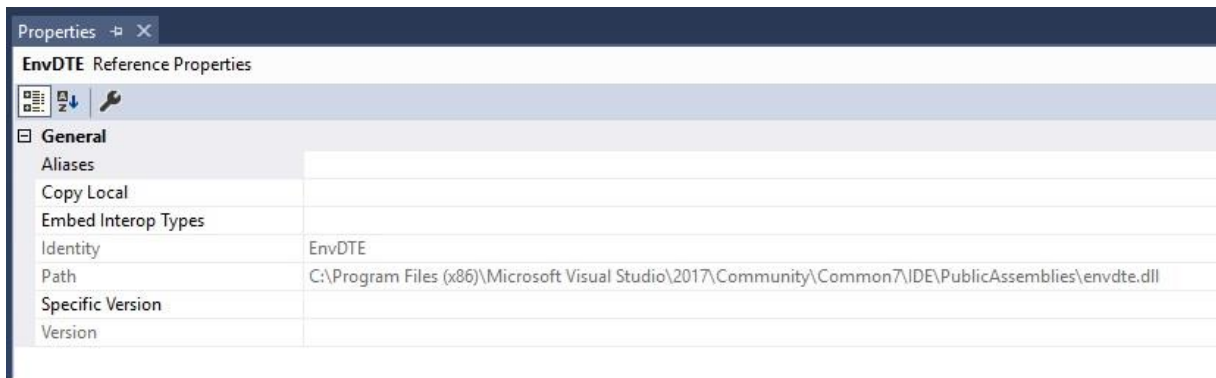 Properties
EnvDTE Reference Properties
General
Aliases
Copy Local
Embed Interop Types
Identity EnvDTE
Path C:\Program Files (x86)\Microsoft Visual Studio\2017\Community\Common7\IDE\PublicAssemblies\envdte.dll
Specific Version
Version